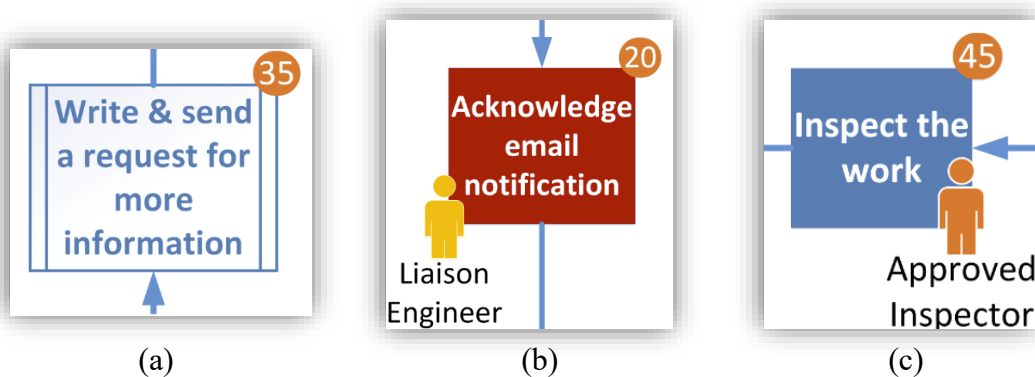 35
Write & send
a request for
more
information
(a)
20
Acknowledge
email
notification
Liaison
Engineer
(b)
45
Inspect the
work
Approved
Inspector
(c)